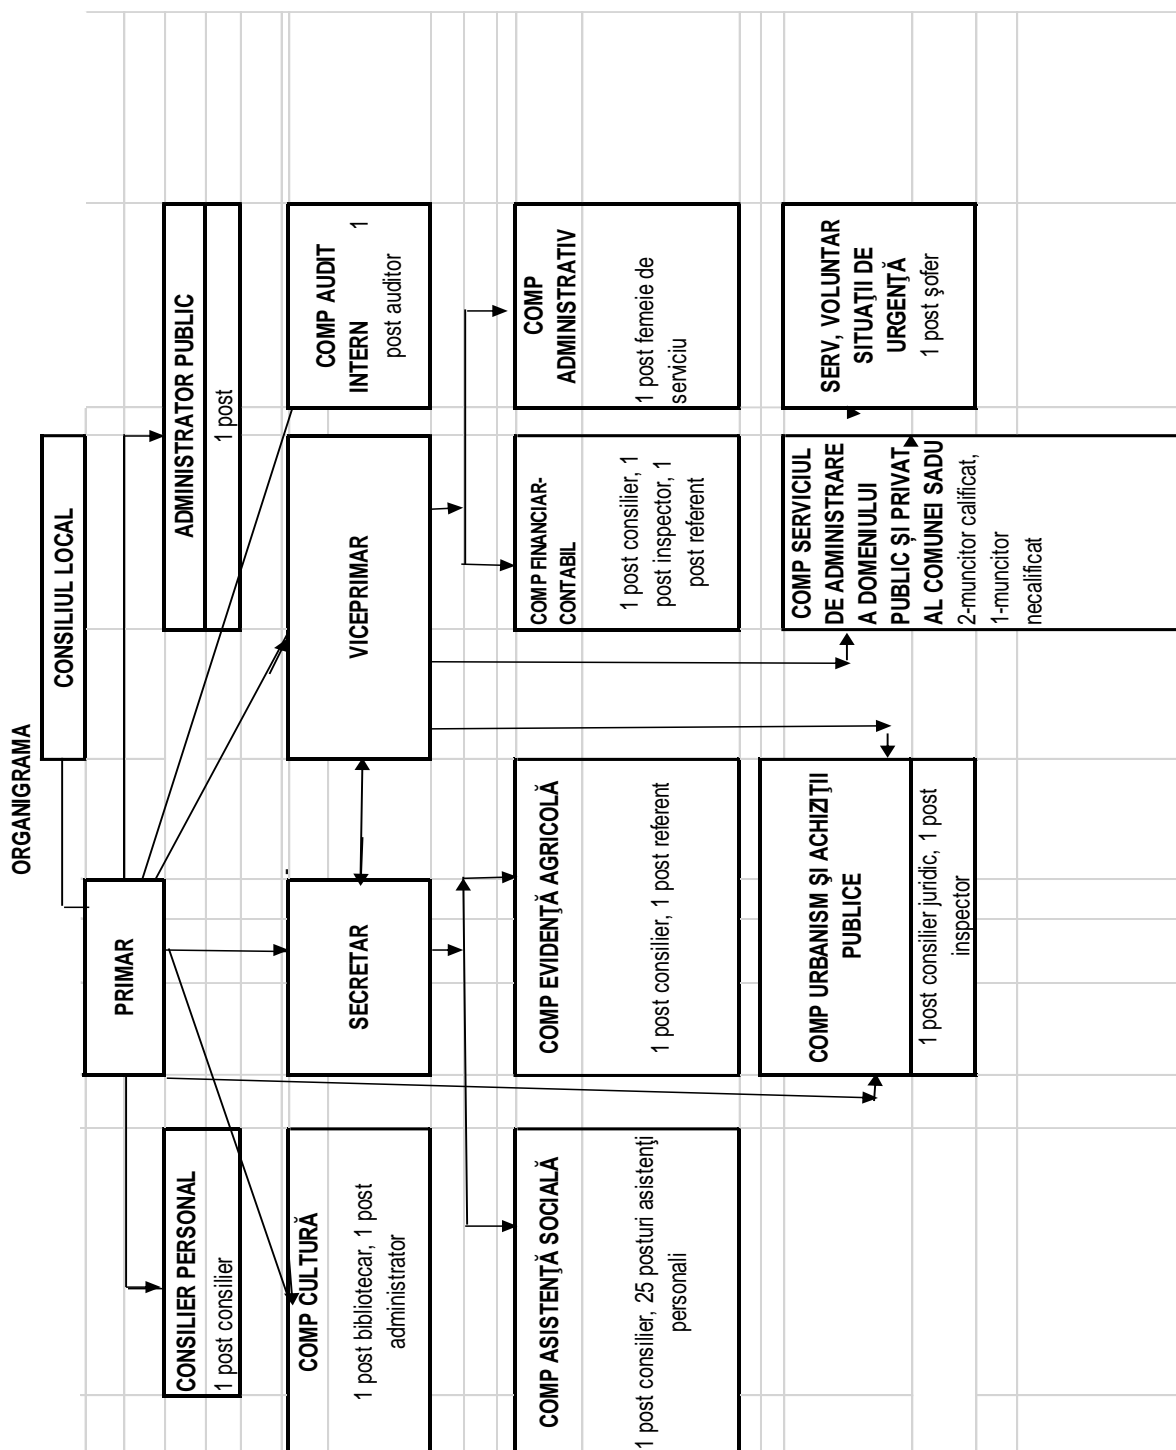 ORGANIGRAMA
CONSILIUL LOCAL
PRIMAR
CONSILIER PERSONAL
1 post consilier
ADMINISTRATOR PUBLIC
1 post
COMP CULTURĂ
1 post bibliotecar, 1 post
administrator
SECRETAR
VICEPRIMAR
COMP AUDIT
INTERN 1
post auditor
COMP ASISTENŢĂ SOCIALĂ
1 post consilier, 25 posturi asistenţi
personali
COMP EVIDENŢĂ AGRICOLĂ
1 post consilier, 1 post referent
COMP FINANCIAR-
CONTABIL
1 post consilier, 1
post inspector, 1
post referent
COMP
ADMINISTRATIV
1 post femeie de
serviciu
COMP URBANISM ŞI ACHIZIŢII
PUBLICE
1 post consilier juridic, 1 post
inspector
COMP SERVICIUL
DE ADMINISTRARE
A DOMENIULUI
PUBLIC ŞI PRIVAT
AL COMUNEI SADU
2-muncitor calificat,
1-muncitor
necalificat
SERV, VOLUNTAR
SITUAŢII DE
URGENŢĂ
1 post şofer